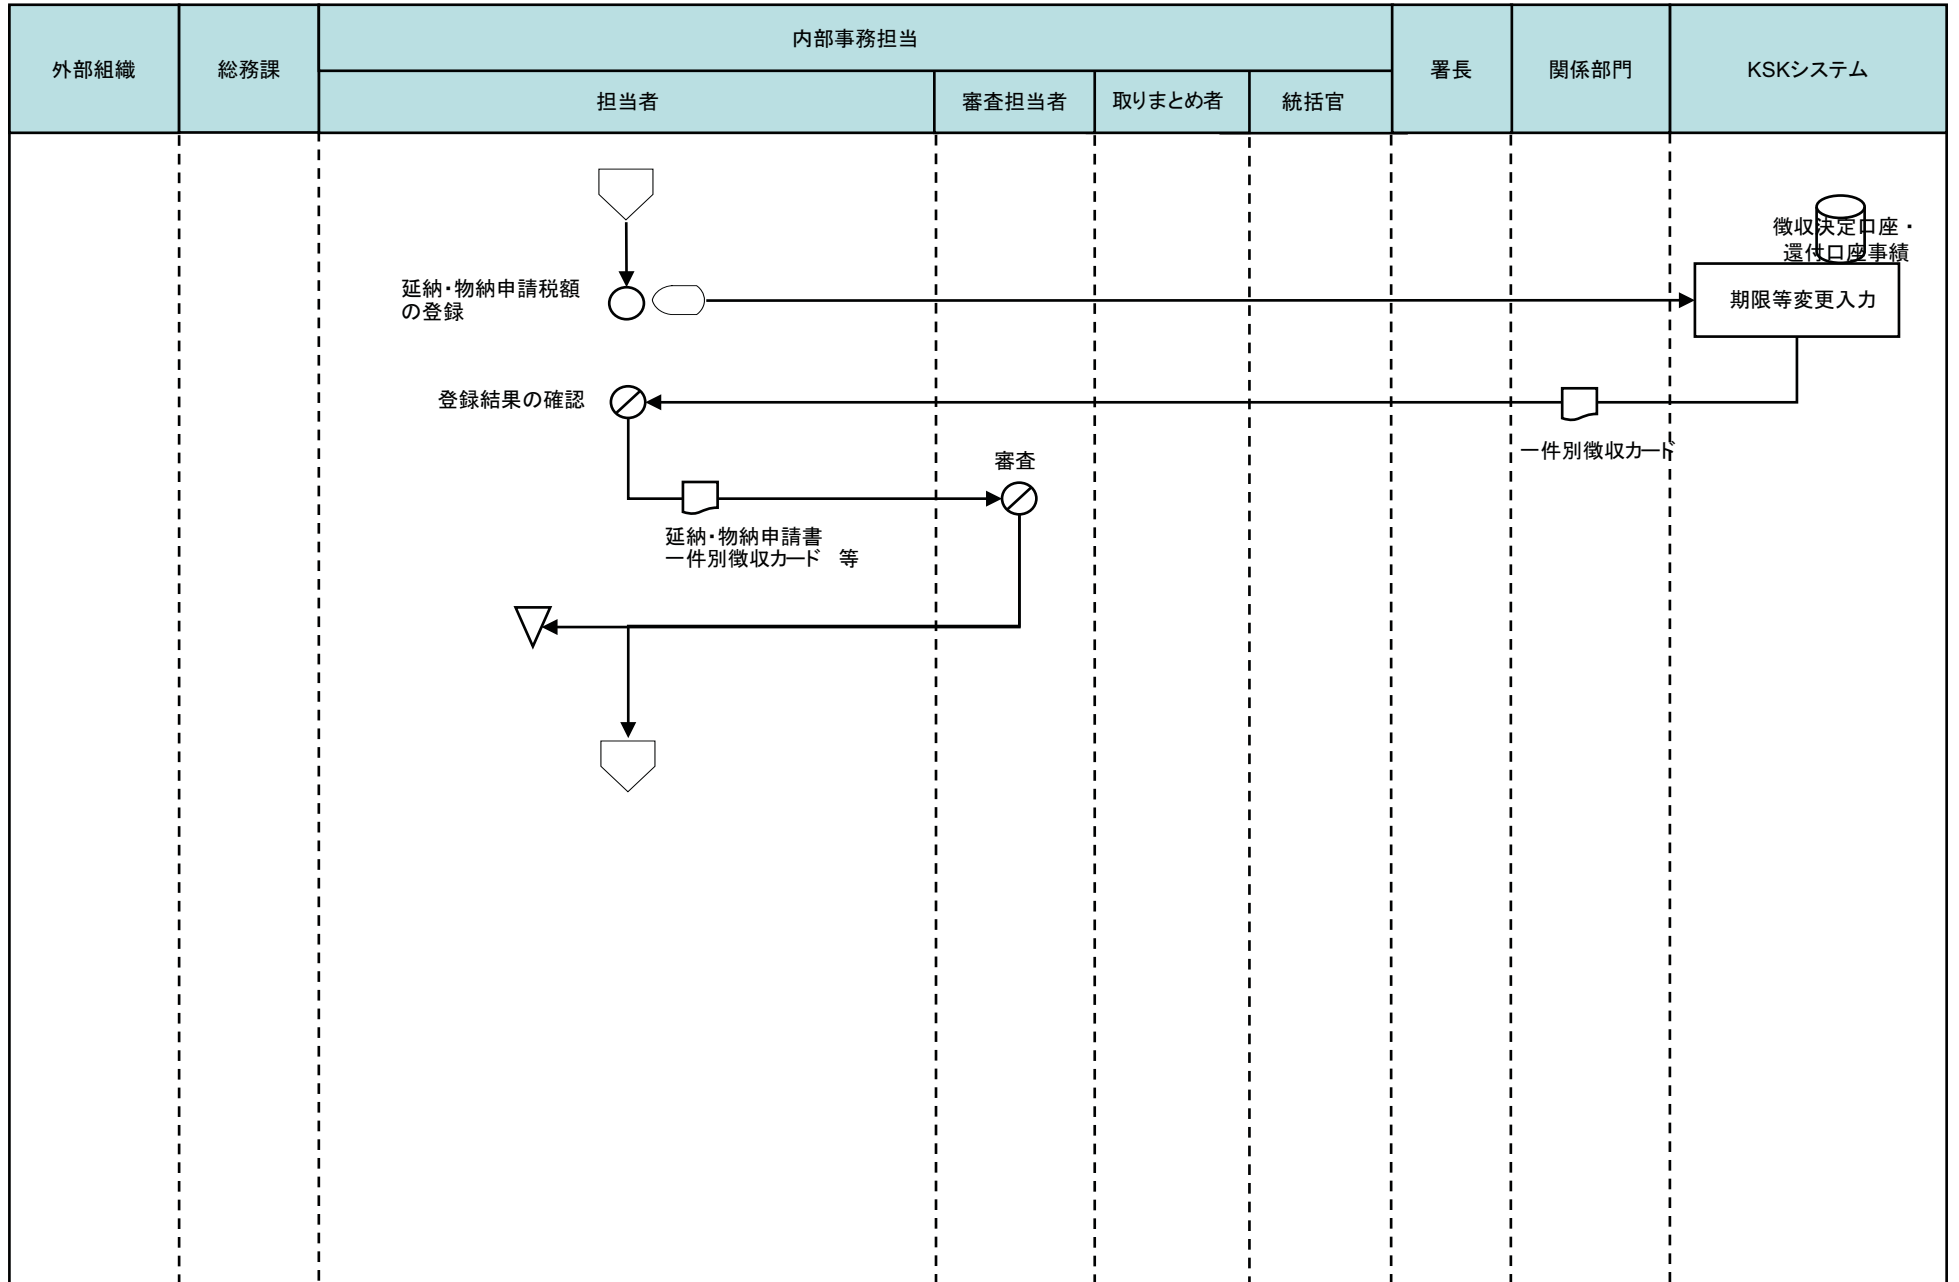 外部組織
総務課
内部事務担当
担当者
審査担当者
取りまとめ者
統括官
署長
関係部門
KSKシステム
徴収決定口座・
還付口座事績
延納・物納申請税額
の登録
期限等変更入力
登録結果の確認
一件別徴収カード
審査
延納・物納申請書
一件別徴収カード　等